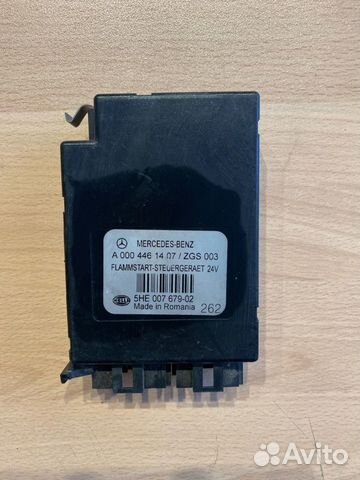 MERCEDES-BENZ
A 000 446 14 07 / ZGS 003
FLAMMSTART-STEUERGERAET 24V
HELLA
5HE 007 679-02
Made in Romania
262
Avito